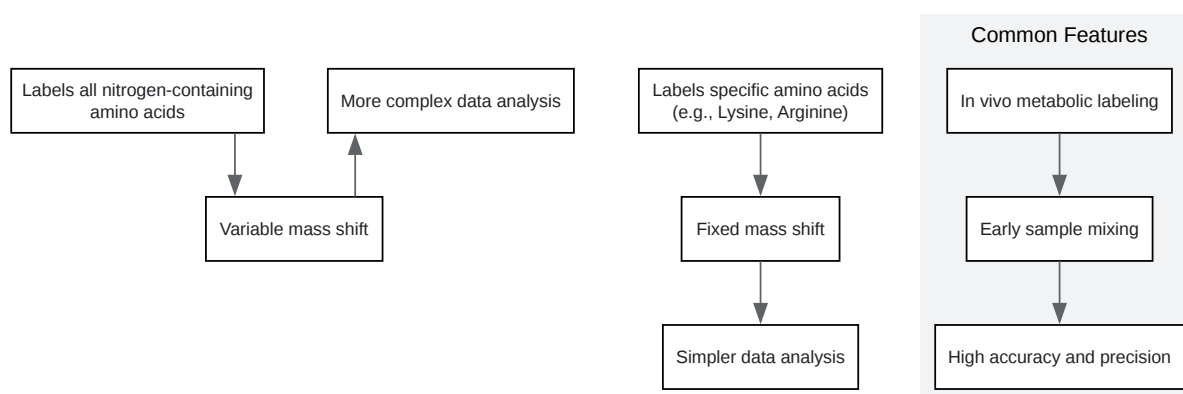 Labels all nitrogen-containing
amino acids
Variable mass shift
More complex data analysis
Labels specific amino acids
(e.g., Lysine, Arginine)
Fixed mass shift
Simpler data analysis
Common Features
In vivo metabolic labeling
Early sample mixing
High accuracy and precision